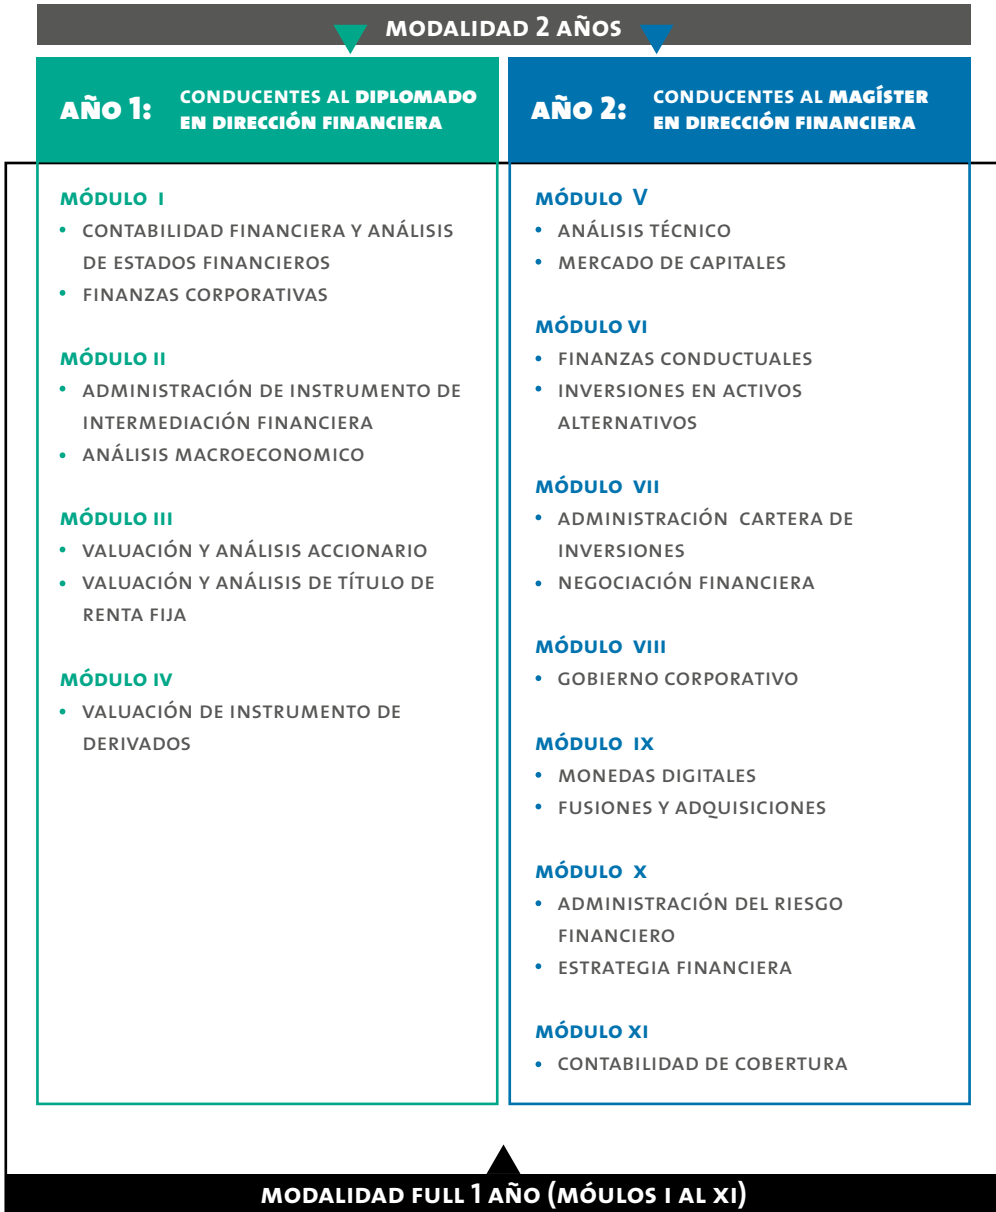 MODALIDAD 2 AÑOS
AÑO 1:
CONDUCENTES AL DIPLOMADO
EN DIRECCIÓN FINANCIERA
MÓDULO I
• CONTABILIDAD FINANCIERA Y ANÁLISIS
DE ESTADOS FINANCIEROS
• FINANZAS CORPORATIVAS
MÓDULO II
• ADMINISTRACIÓN DE INSTRUMENTO DE
INTERMEDIACIÓN FINANCIERA
• ANÁLISIS MACROECONOMICO
MÓDULO III
• VALUACIÓN Y ANÁLISIS ACCIONARIO
• VALUACIÓN Y ANÁLISIS DE TÍTULO DE
RENTA FIJA
MÓDULO IV
• VALUACIÓN DE INSTRUMENTO DE
DERIVADOS
AÑO 2:
CONDUCENTES AL MAGÍSTER
EN DIRECCIÓN FINANCIERA
MÓDULO V
• ANÁLISIS TÉCNICO
• MERCADO DE CAPITALES
MÓDULO VI
• FINANZAS CONDUCTUALES
• INVERSIONES EN ACTIVOS
ALTERNATIVOS
MÓDULO VII
• ADMINISTRACIÓN CARTERA DE
INVERSIONES
• NEGOCIACIÓN FINANCIERA
MÓDULO VIII
• GOBIERNO CORPORATIVO
MÓDULO IX
• MONEDAS DIGITALES
• FUSIONES Y ADQUISICIONES
MÓDULO X
• ADMINISTRACIÓN DEL RIESGO
FINANCIERO
• ESTRATEGIA FINANCIERA
MÓDULO XI
• CONTABILIDAD DE COBERTURA
MODALIDAD FULL 1 AÑO (MÓULOS I AL XI)